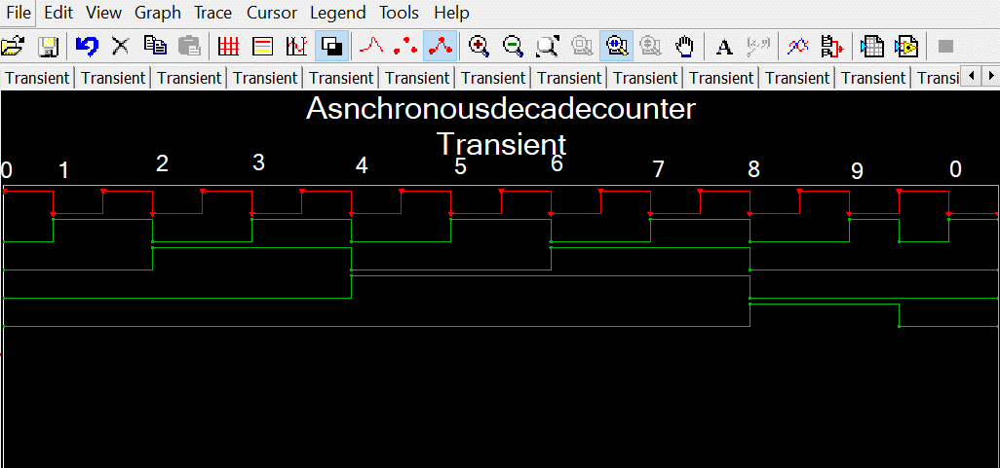 File Edit View Graph Trace Cursor Legend Tools Help
A (x,y)
Transient Transient Transient Transient Transient Transient Transient Transient Transient Transient Transient Transient Transi
Asnchronousdecadecounter
Transient
0 1 2 3 4 5 6 7 8 9 0